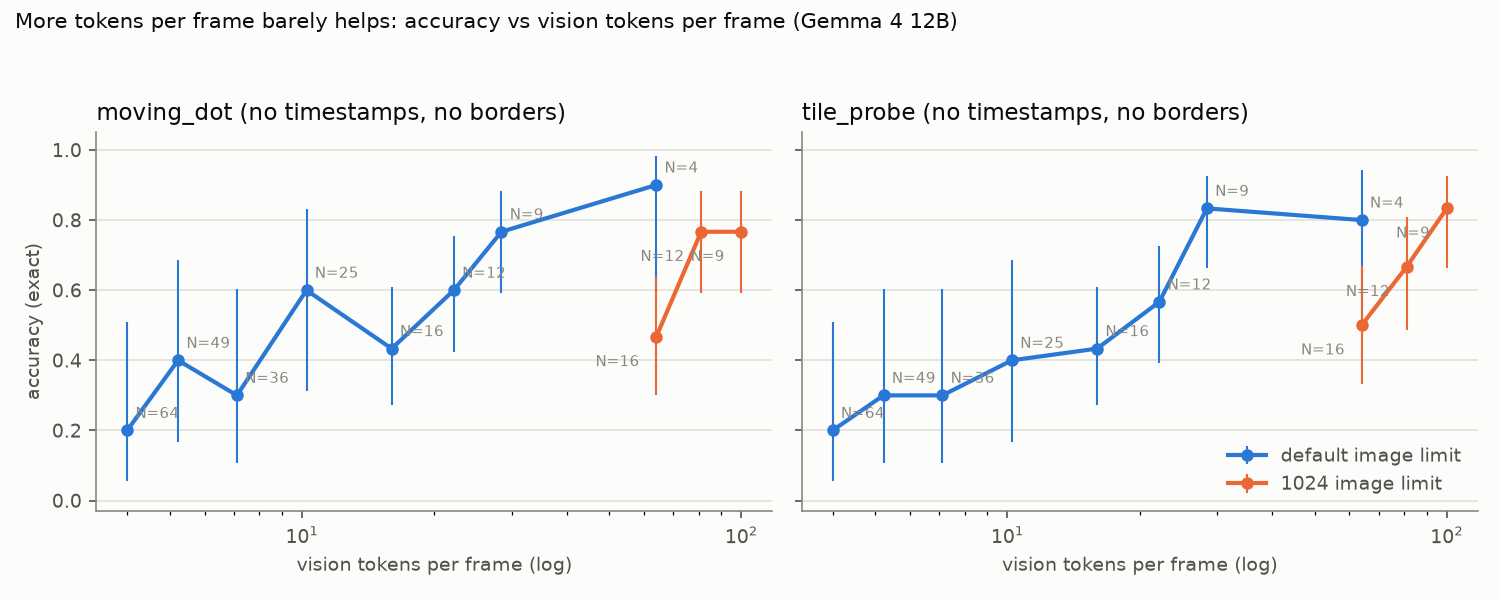 More tokens per frame barely helps: accuracy vs vision tokens per frame (Gemma 4 12B)
moving_dot (no timestamps, no borders)
accuracy (exact)
1.0
0.8
0.6
0.4
0.2
0.0
N=64
N=49
N=36
N=25
N=16
N=12
N=9
N=4
N=16
N=12
N=9
10¹
10²
vision tokens per frame (log)
tile_probe (no timestamps, no borders)
N=64
N=49
N=36
N=25
N=16
N=12
N=9
N=4
N=16
N=12
N=9
default image limit
1024 image limit
10¹
10²
vision tokens per frame (log)